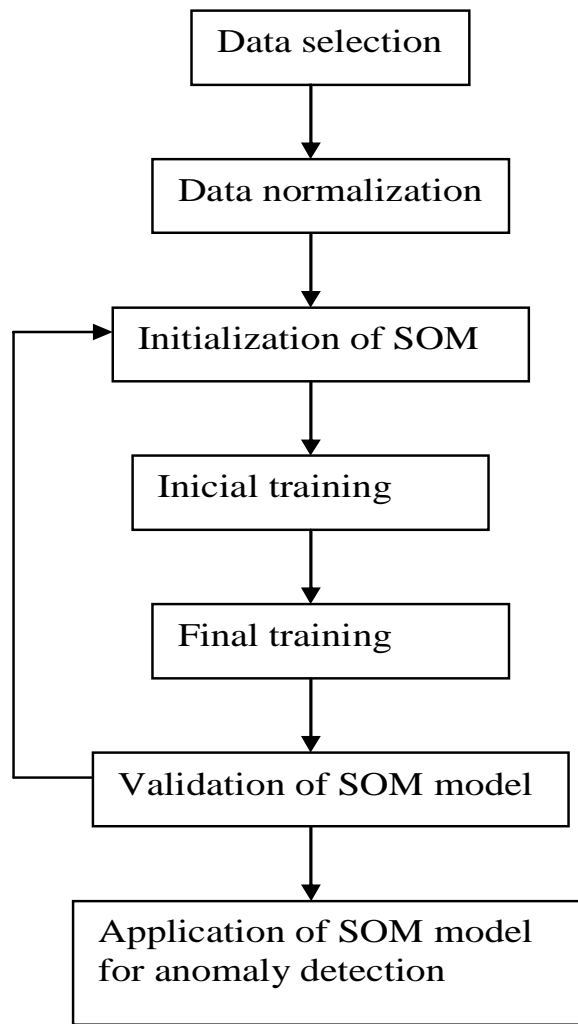 Data selection
Data normalization
Initialization of SOM
Inicial training
Final training
Validation of SOM model
Application of SOM model
for anomaly detection